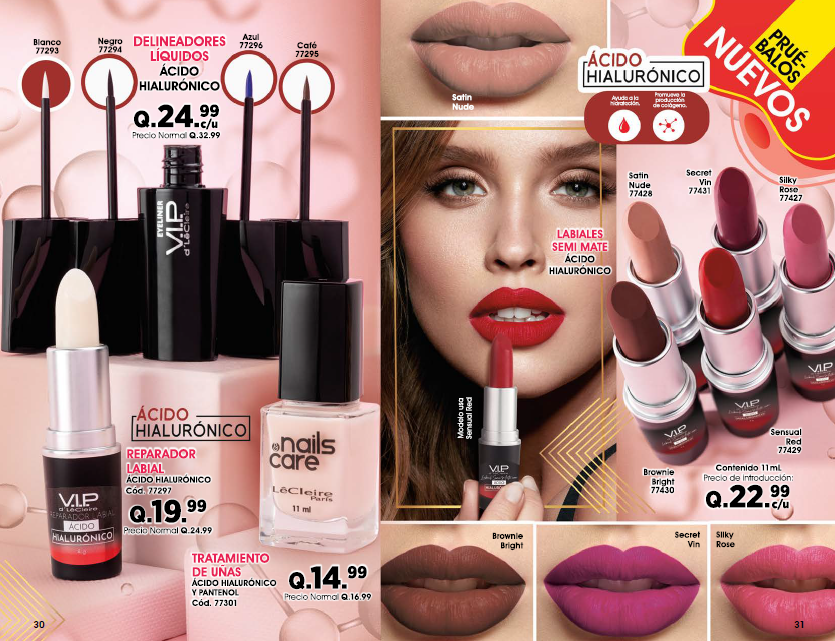 Blanco
77293
Negro
77294
DELINEADORES
LÍQUIDOS
ÁCIDO
HIALURÓNICO
Azul
77296
Café
77295
Q.24.99
c/u
Precio Normal Q.32.99
EYELINER
V.I.P
d'LèCleire
ÁCIDO
HIALURÓNICO
REPARADOR
LABIAL
ÁCIDO HIALURÓNICO
Cód. 77297
Q.19.99
Precio Normal Q.24.99
V.I.P
d'LèCleire
REPARADOR LABIAL
ÁCIDO
HIALURÓNICO
4 g
nails
care
LèCleire
París
11 ml
TRATAMIENTO
DE UÑAS
ÁCIDO HIALURÓNICO
Y PANTENOL
Cód. 77301
Q.14.99
Precio Normal Q.16.99
30
Satin
Nude
ÁCIDO
HIALURÓNICO
Ayuda a la
hidratación.
Promueve la
producción
de colágeno.
PRUÉ-
BALOS
NUEVOS
LABIALES
SEMI MATE
ÁCIDO
HIALURÓNICO
Modelo usa
Sensual Red
V.I.P
Satin
Nude
77428
Secret
Vin
77431
Silky
Rose
77427
V.I.P
V.I.P
Sensual
Red
77429
Brownie
Bright
77430
Contenido 11mL
Precio de Introducción:
Q.22.99
c/u
Brownie
Bright
Secret
Vin
Silky
Rose
31